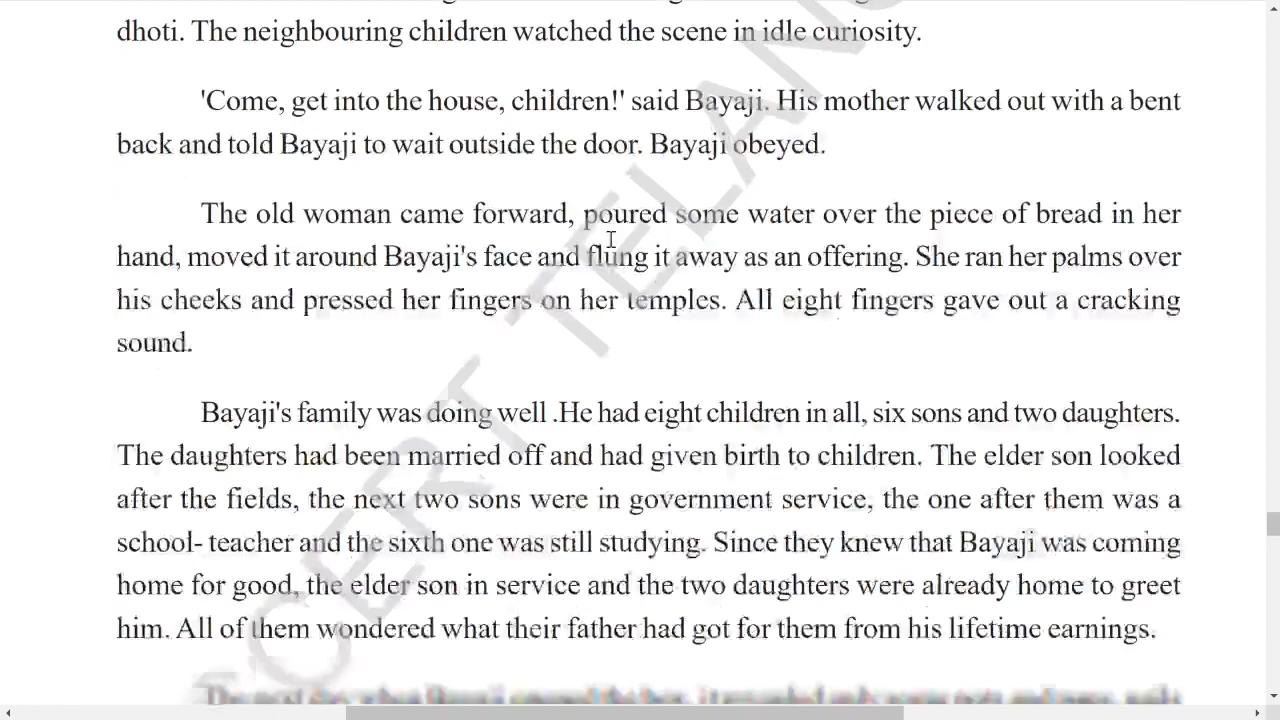 dhoti. The neighbouring children watched the scene in idle curiosity.
'Come, get into the house, children!' said Bayaji. His mother walked out with a bent
back and told Bayaji to wait outside the door. Bayaji obeyed.
The old woman came forward, poured some water over the piece of bread in her
hand, moved it around Bayaji's face and flung it away as an offering. She ran her palms over
his cheeks and pressed her fingers on her temples. All eight fingers gave out a cracking
sound.
Bayaji's family was doing well .He had eight children in all, six sons and two daughters.
The daughters had been married off and had given birth to children. The elder son looked
after the fields, the next two sons were in government service, the one after them was a
school- teacher and the sixth one was still studying. Since they knew that Bayaji was coming
home for good, the elder son in service and the two daughters were already home to greet
him. All of them wondered what their father had got for them from his lifetime earnings.
SCERT TELAN